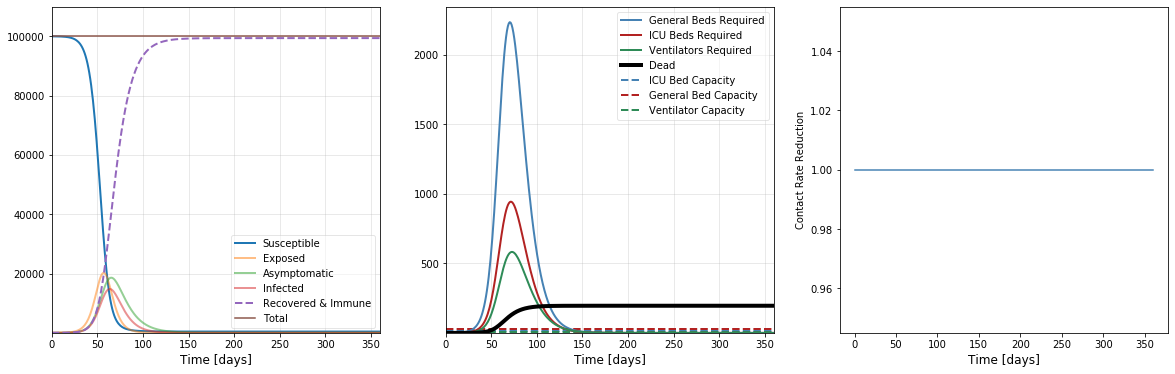 100000
80000
60000
40000
20000
0 50 100 150 200 250 300 350
Time [days]
Susceptible
Exposed
Asymptomatic
Infected
Recovered & Immune
Total
2000
1500
1000
500
0 50 100 150 200 250 300 350
Time [days]
General Beds Required
ICU Beds Required
Ventilators Required
Dead
ICU Bed Capacity
General Bed Capacity
Ventilator Capacity
Contact Rate Reduction
1.04
1.02
1.00
0.98
0.96
0 50 100 150 200 250 300 350
Time [days]